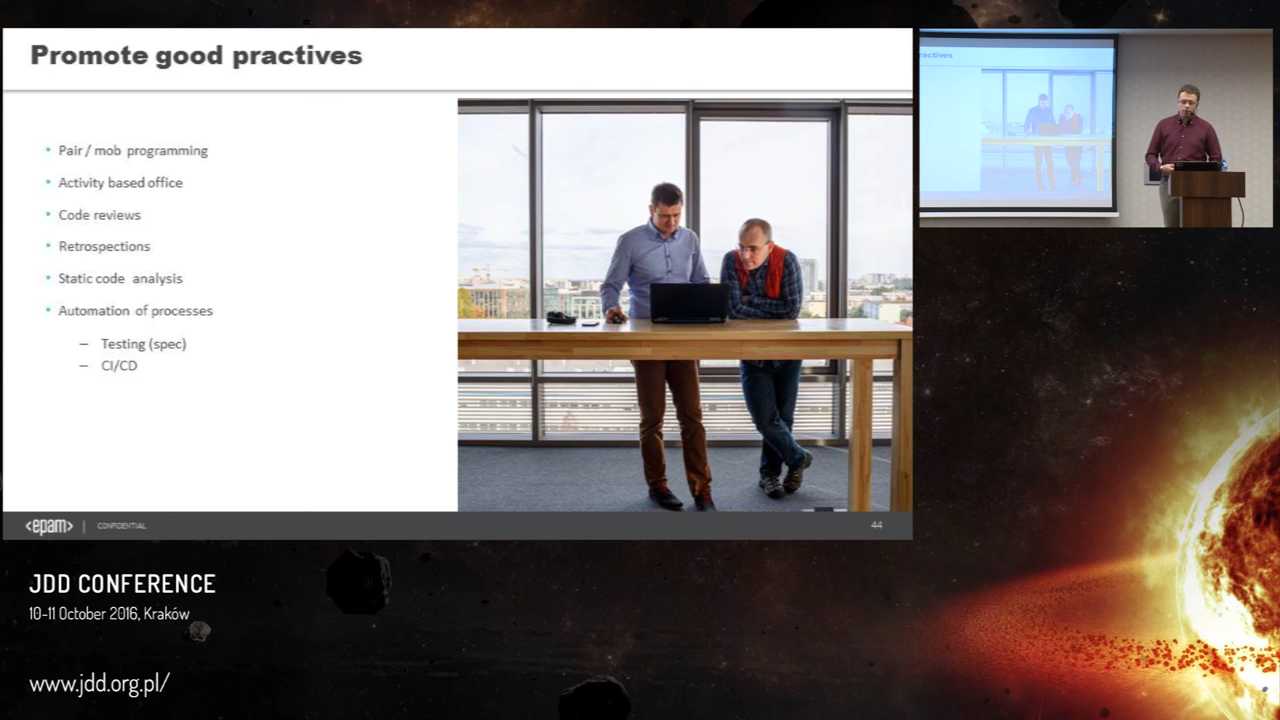 Promote good practives
• Pair / mob programming
• Activity based office
• Code reviews
• Retrospections
• Static code analysis
• Automation of processes
– Testing (spec)
– CI/CD
<epam> | CONFIDENTIAL
44
actives
JDD CONFERENCE
10-11 October 2016, Kraków
www.jdd.org.pl/